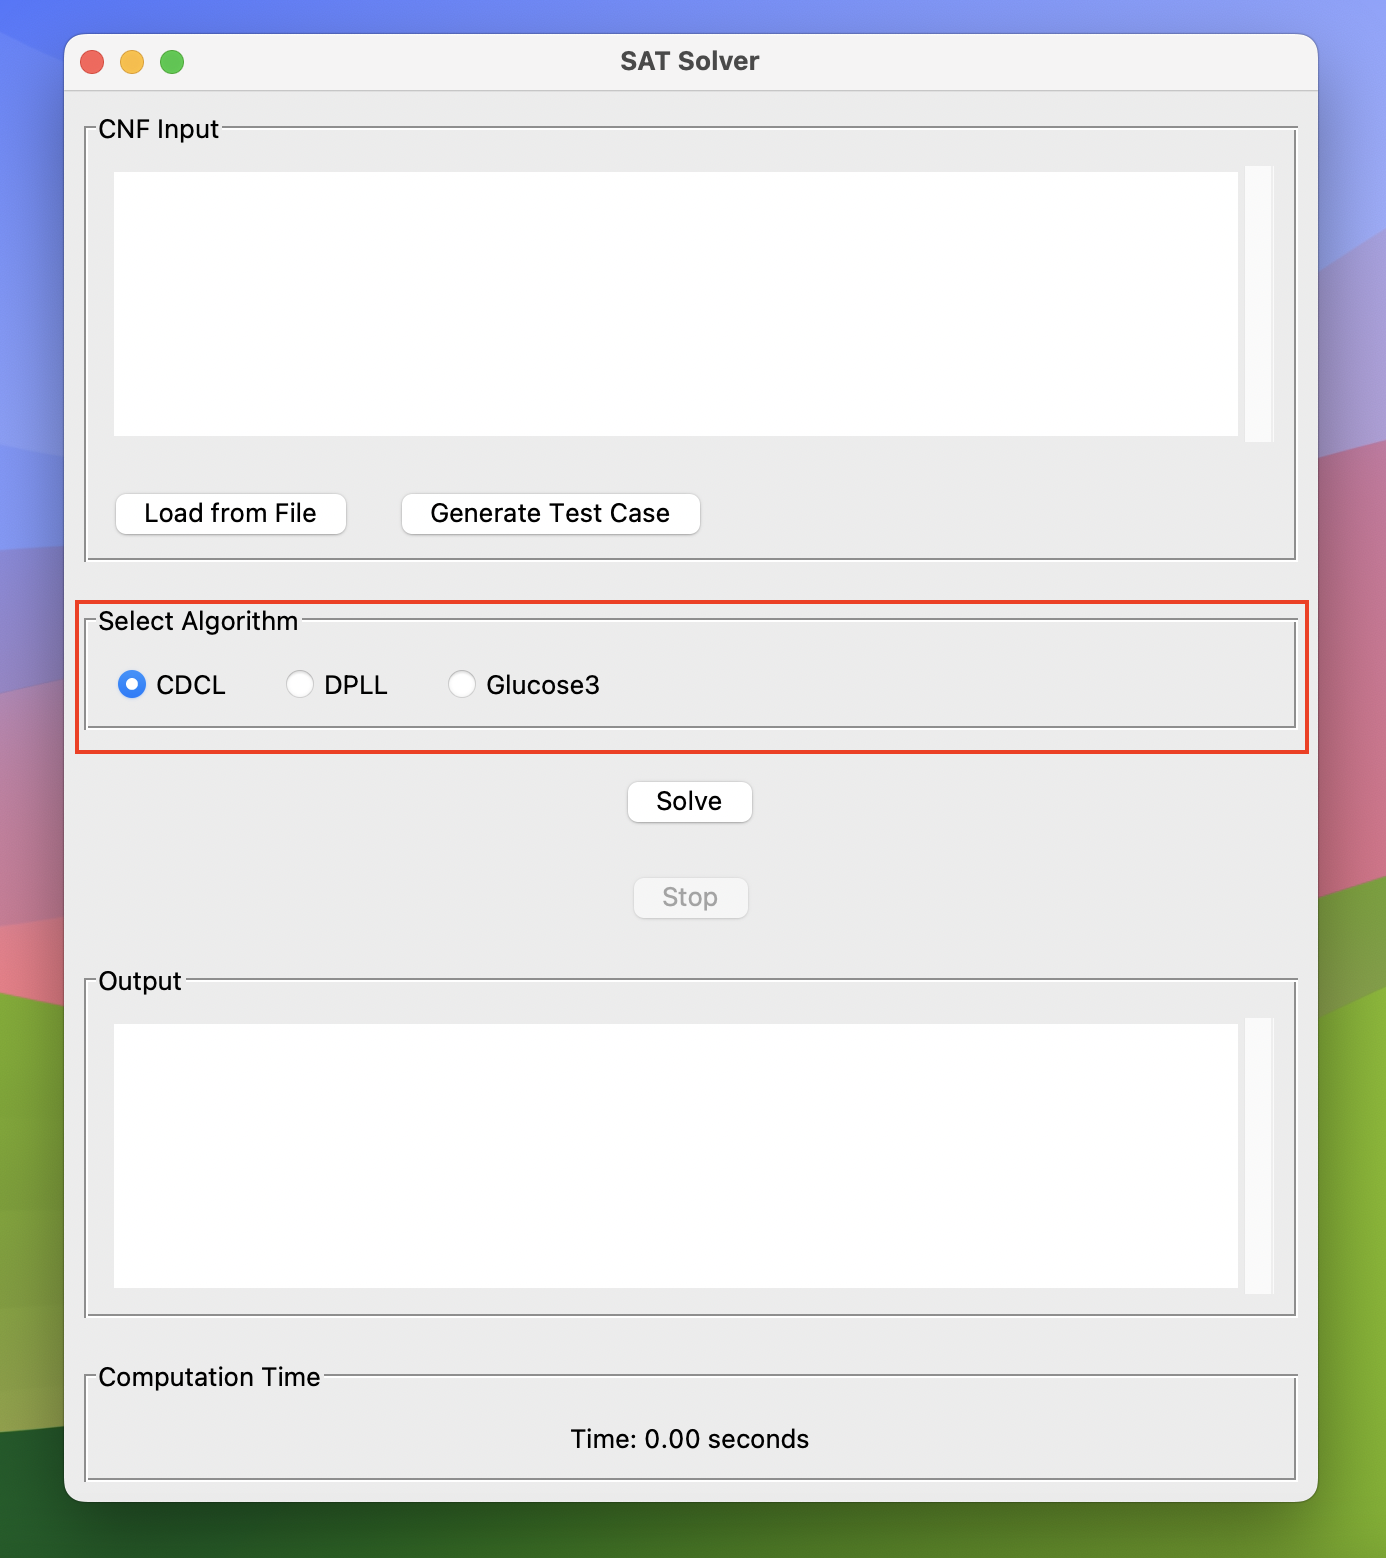 SAT Solver
CNF Input
Load from File Generate Test Case
Select Algorithm
CDCL DPLL Glucose3
Solve
Stop
Output
Computation Time
Time: 0.00 seconds